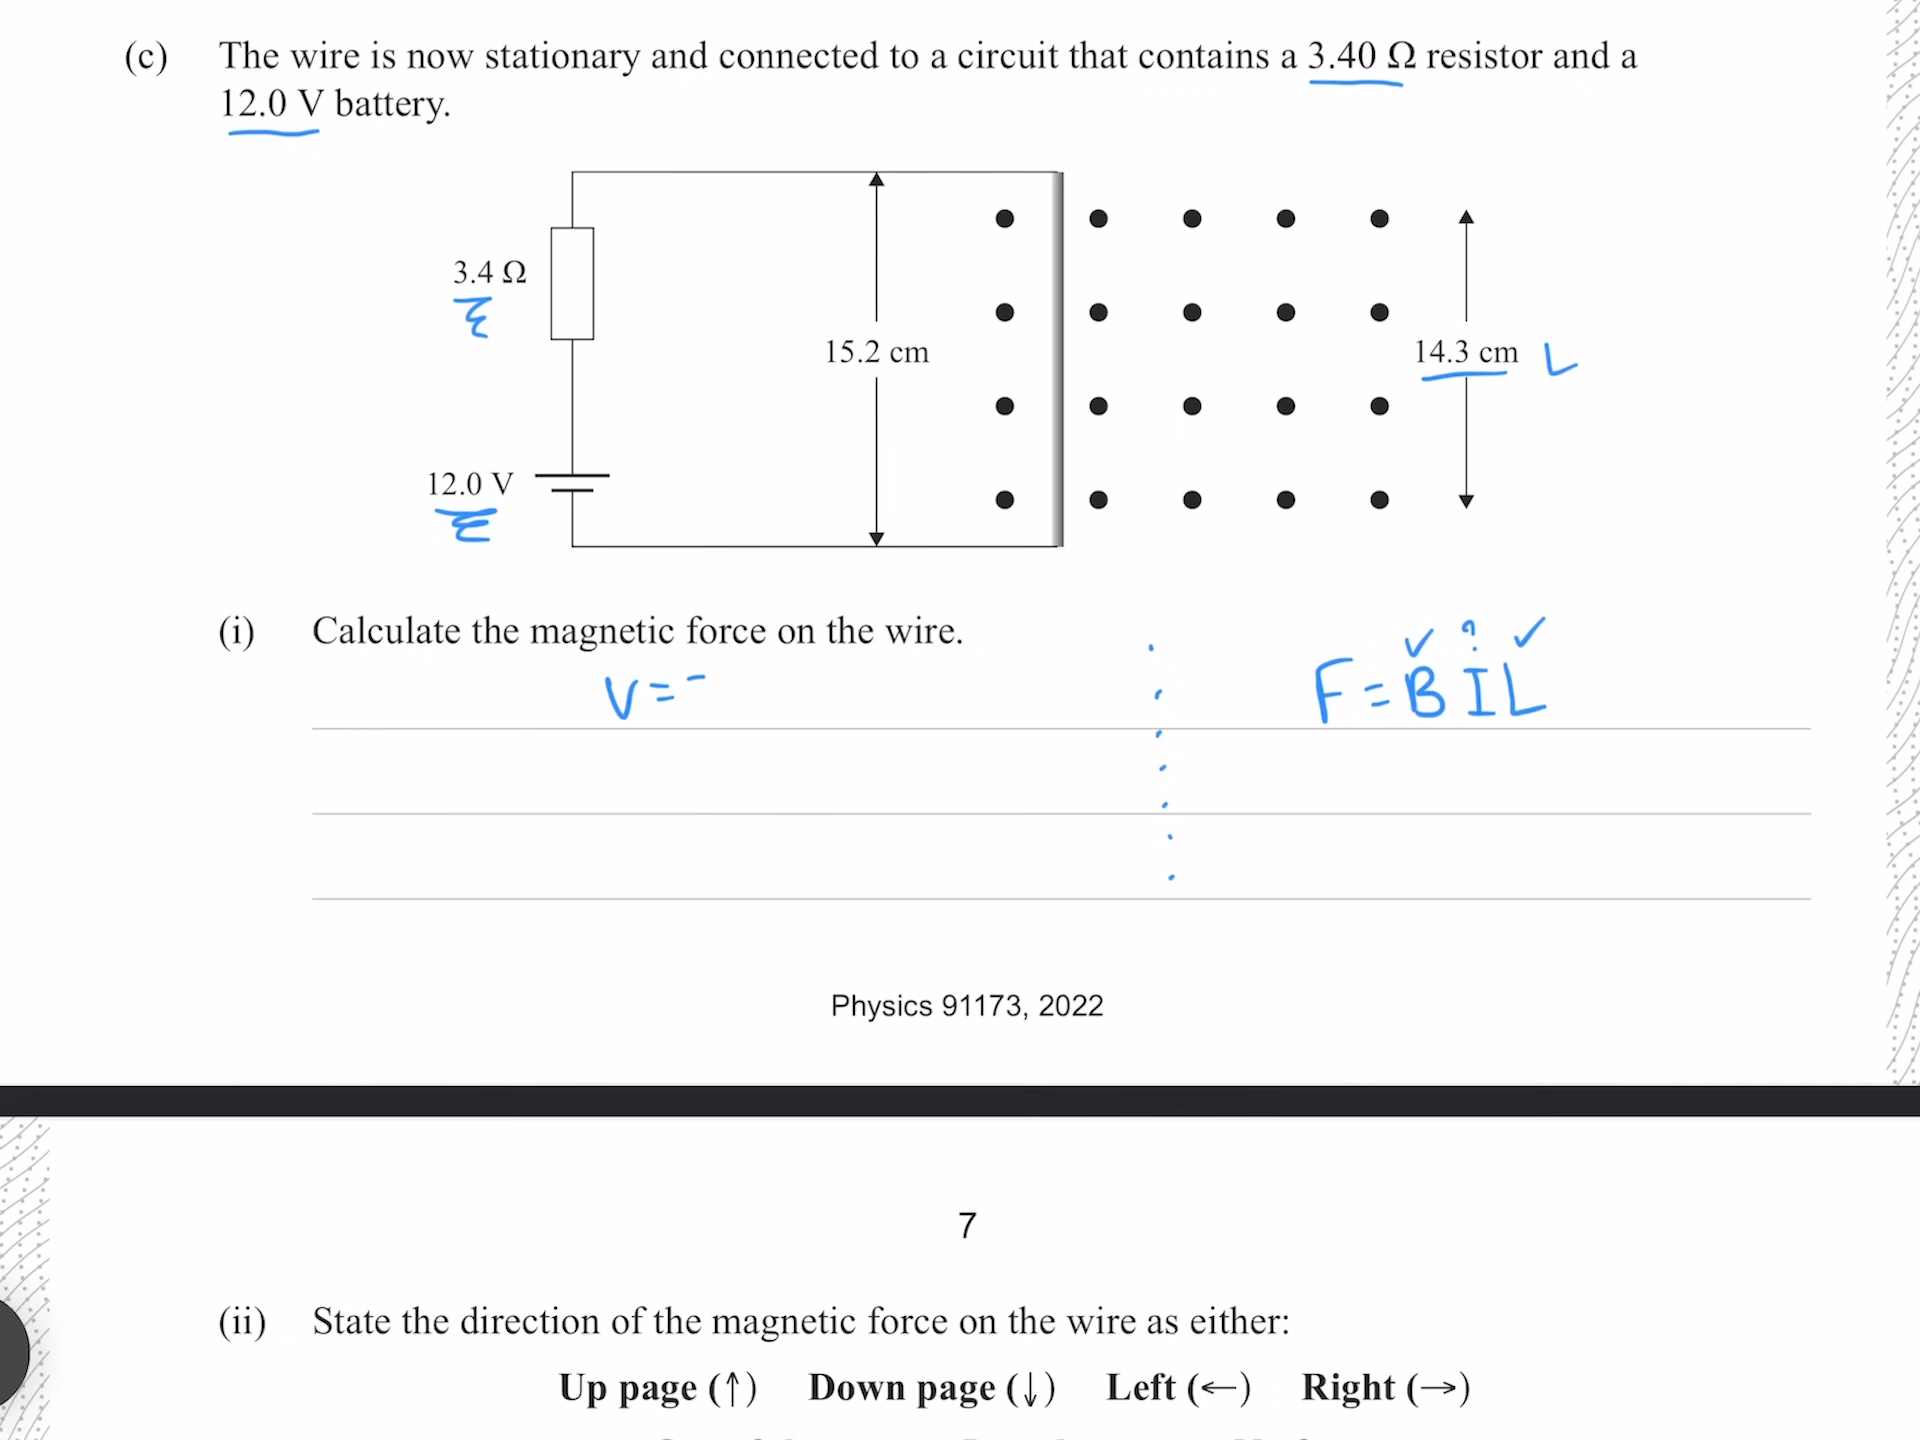 (c) The wire is now stationary and connected to a circuit that contains a 3.40 Ω resistor and a
12.0 V battery.
3.4 Ω
15.2 cm
14.3 cm L
12.0 V
(i) Calculate the magnetic force on the wire.
✓ ? ✓
V = -
F = B I L
Physics 91173, 2022
7
(ii) State the direction of the magnetic force on the wire as either:
Up page (↑) Down page (↓) Left (←) Right (→)